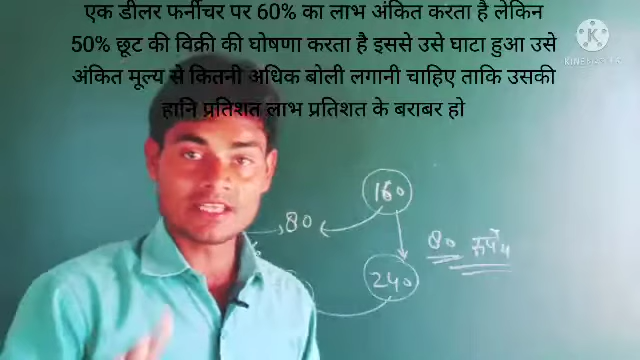 एक डीलर फर्नीचर पर 60% का लाभ अंकित करता है लेकिन
50% छूट की विक्री की घोषणा करता है इससे उसे घाटा हुआ उसे
अंकित मूल्य से कितनी अधिक बोली लगानी चाहिए ताकि उसकी
हानि प्रतिशत लाभ प्रतिशत के बराबर हो
K
KINEMASTER
160
80
80 रूपये
240